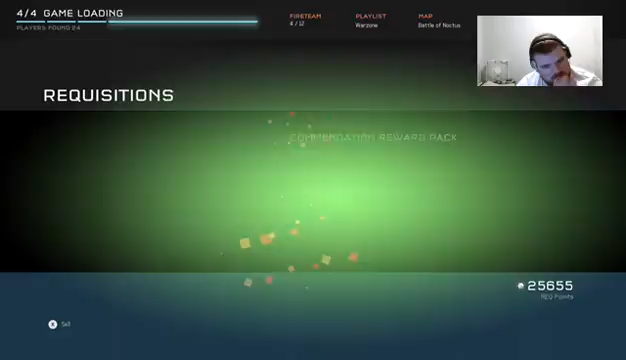 4/4 GAME LOADING
PLAYERS FOUND 24
FIRETEAM
4 / 12
PLAYLIST
Warzone
MAP
Battle of Noctus
REQUISITIONS
COMMENDATION REWARD PACK
25655
REQ Points
X Sell